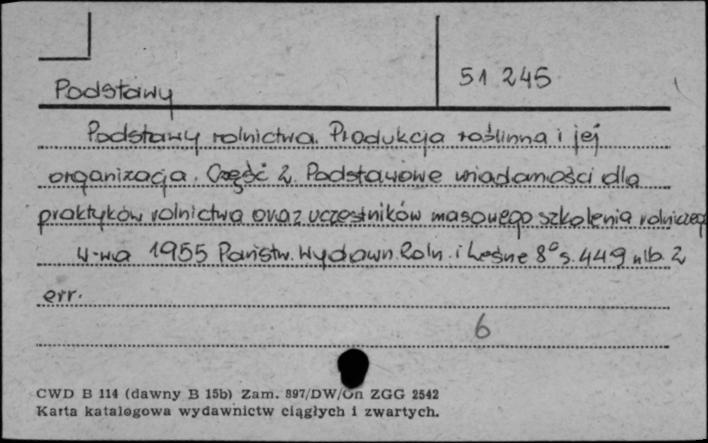 51 245
Podstawy
Podstawy rolnictwa. Produkcja roślinna i jej
organizacja. Część 2. Podstawowe wiadomości dla
praktyków rolnictwa oraz uczestników masowego szkolenia rolniczego
W-wa 1955 Państw. Wydawn. Roln. i Leśne 8° s. 449 nlb. 2
err.
6
CWD B 114 (dawny B 15b) Zam. 897/DW/On ZGG 2542
Karta katalogowa wydawnictw ciągłych i zwartych.